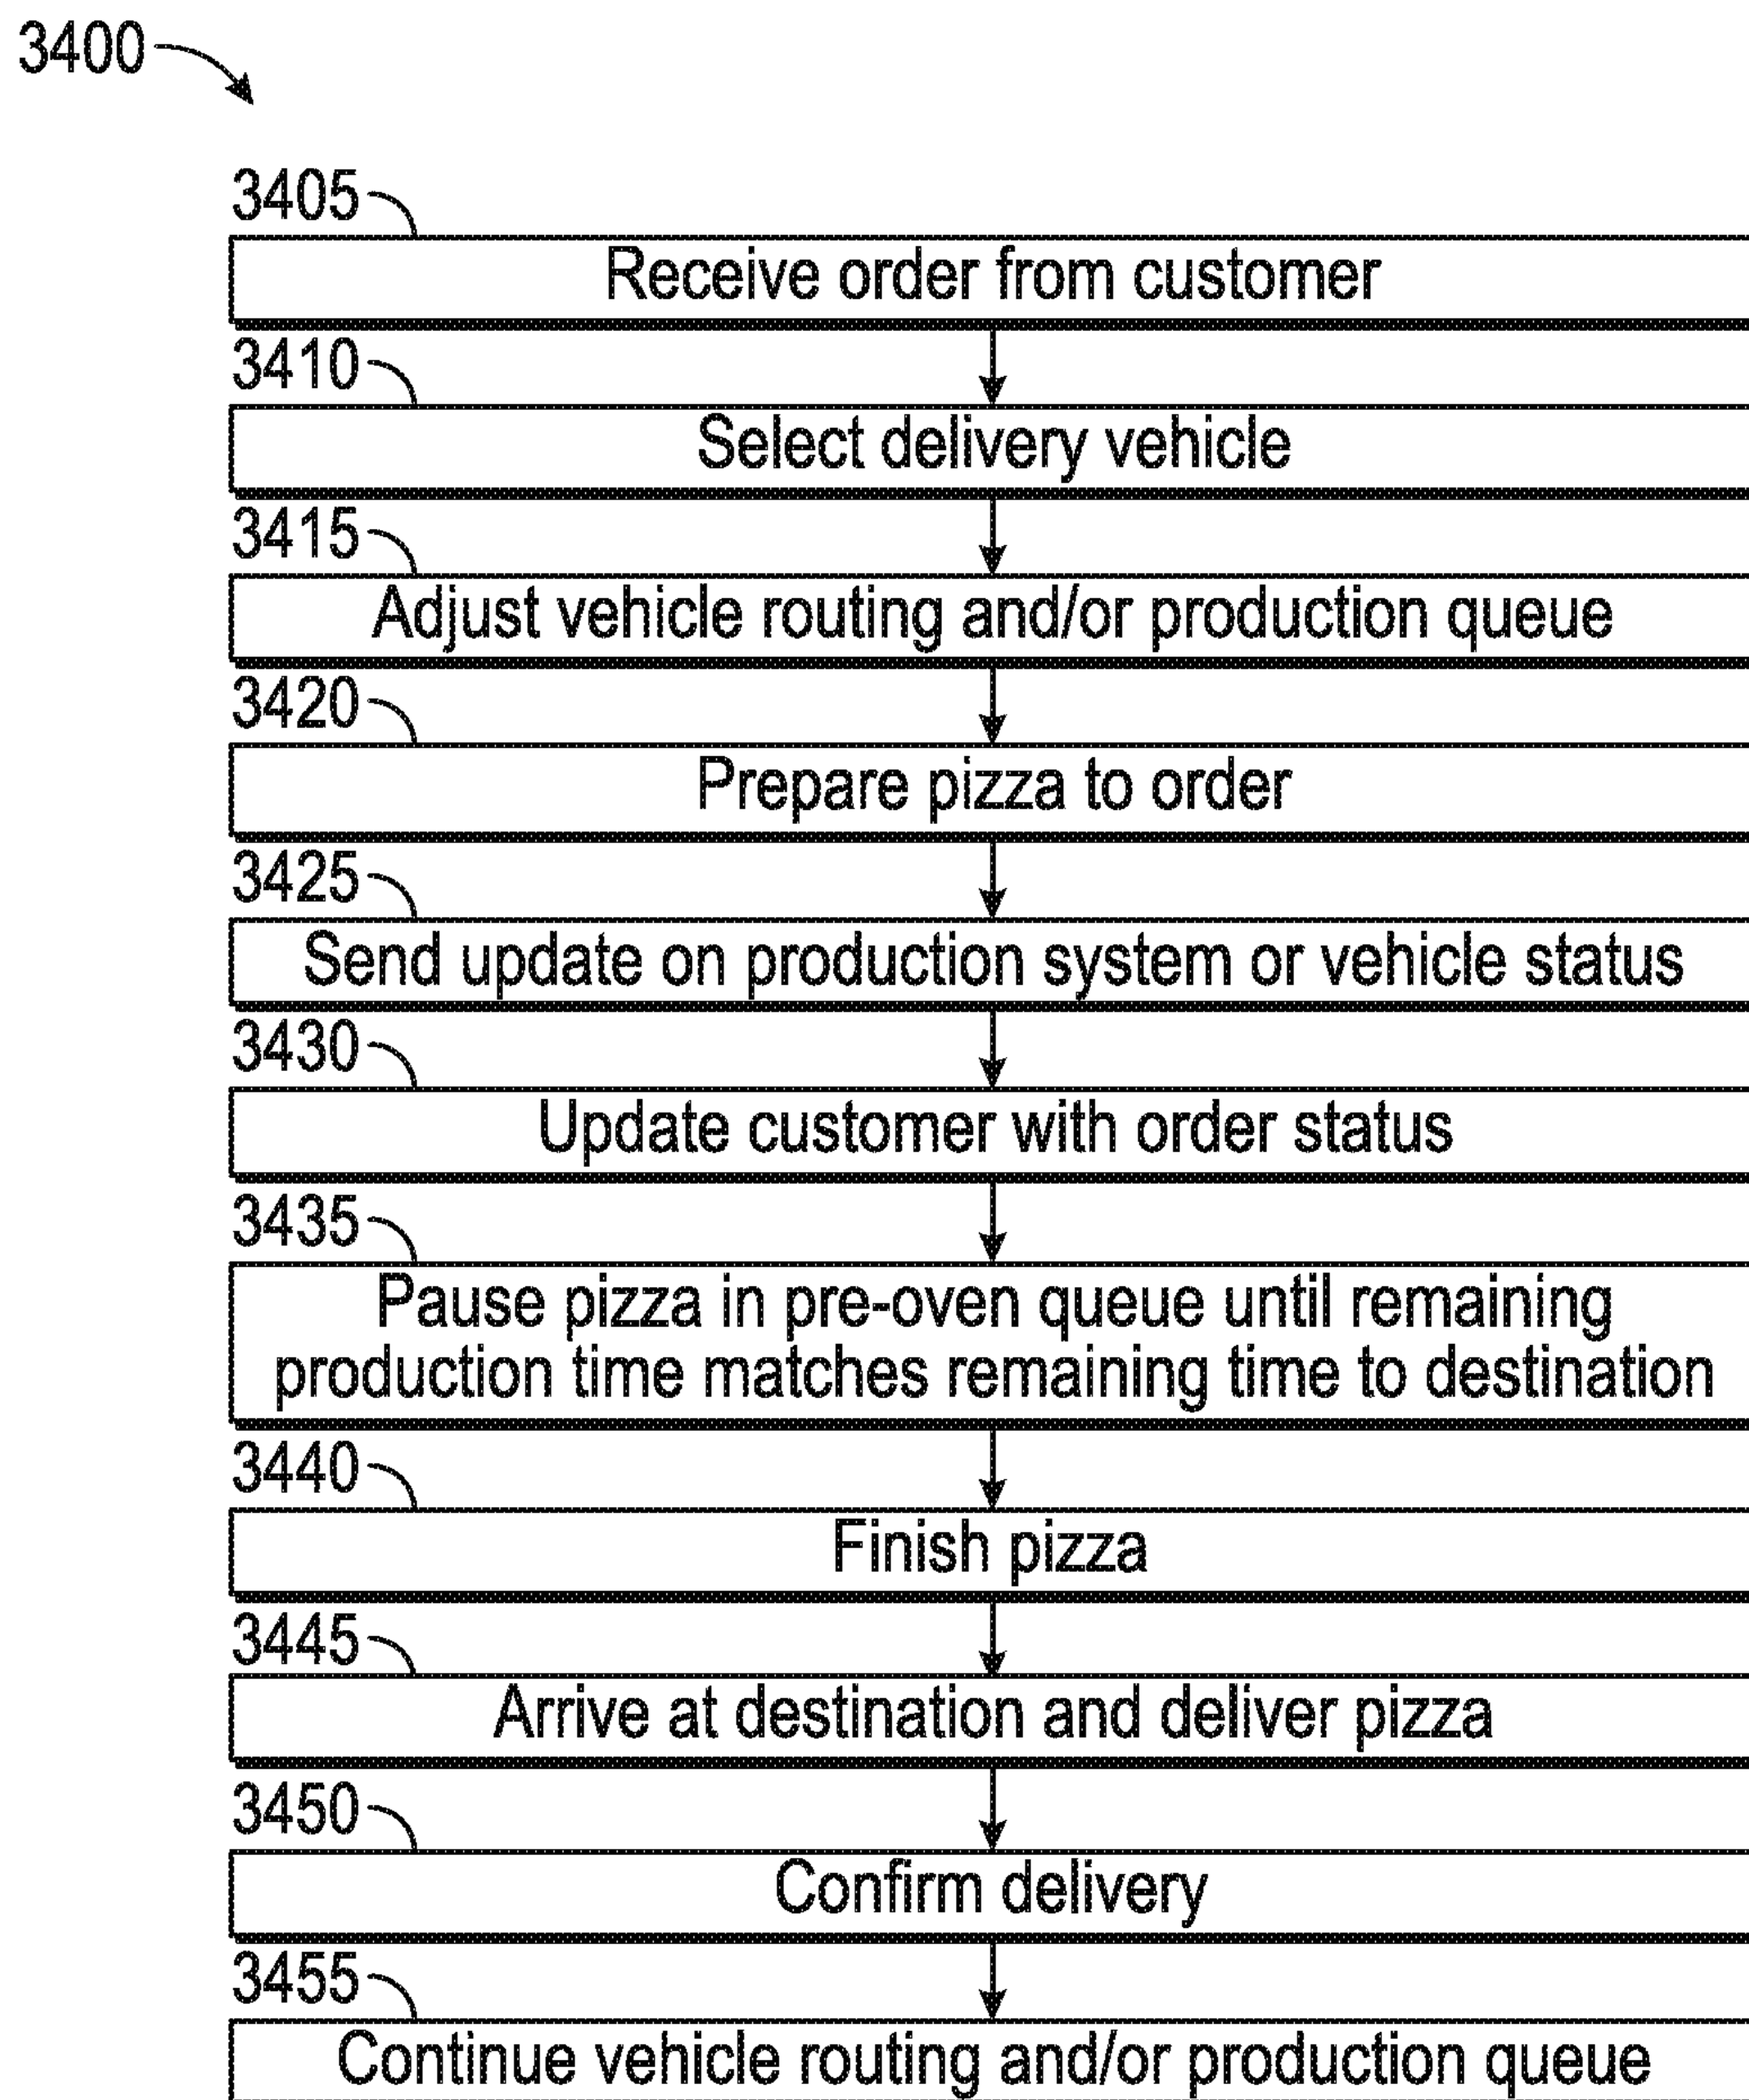 3400
3405
Receive order from customer
3410
Select delivery vehicle
3415
Adjust vehicle routing and/or production queue
3420
Prepare pizza to order
3425
Send update on production system or vehicle status
3430
Update customer with order status
3435
Pause pizza in pre-oven queue until remaining
production time matches remaining time to destination
3440
Finish pizza
3445
Arrive at destination and deliver pizza
3450
Confirm delivery
3455
Continue vehicle routing and/or production queue